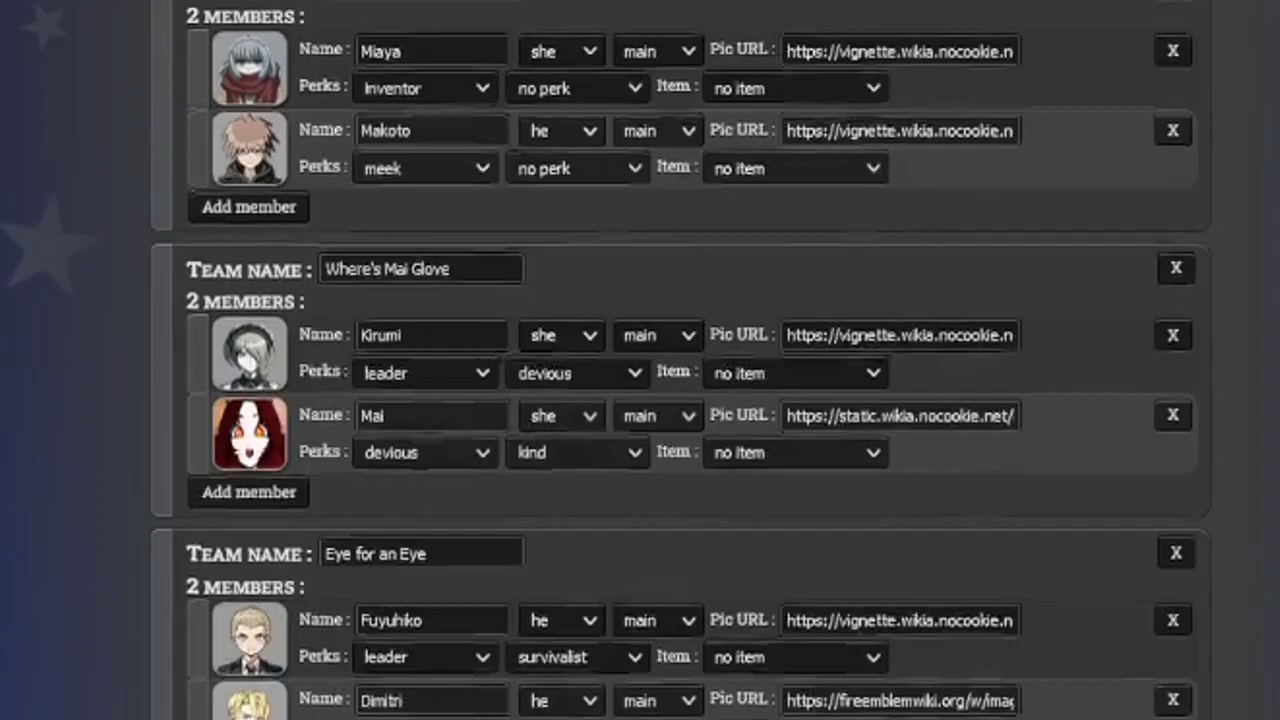 2 MEMBERS :
Name : Miaya she main Pic URL : https://vignette.wikia.nocookie.n X
Perks : Inventor no perk Item : no item
Name : Makoto he main Pic URL : https://vignette.wikia.nocookie.n X
Perks : meek no perk Item : no item
Add member
TEAM NAME : Where's Mai Glove X
2 MEMBERS :
Name : Kirumi she main Pic URL : https://vignette.wikia.nocookie.n X
Perks : leader devious Item : no item
Name : Mai she main Pic URL : https://static.wikia.nocookie.net/ X
Perks : devious kind Item : no item
Add member
TEAM NAME : Eye for an Eye X
2 MEMBERS :
Name : Fuyuhiko he main Pic URL : https://vignette.wikia.nocookie.n X
Perks : leader survivalist Item : no item
Name : Dimitri he main Pic URL : https://fireemblemwiki.org/w/imag X